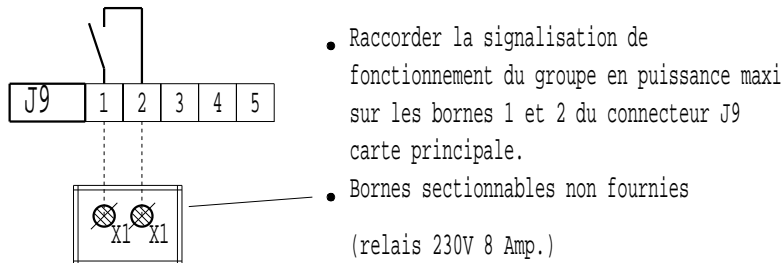 J9 1 2 3 4 5
X1 X1
• Raccorder la signalisation de
fonctionnement du groupe en puissance maxi
sur les bornes 1 et 2 du connecteur J9
carte principale.
• Bornes sectionnables non fournies
(relais 230V 8 Amp.)